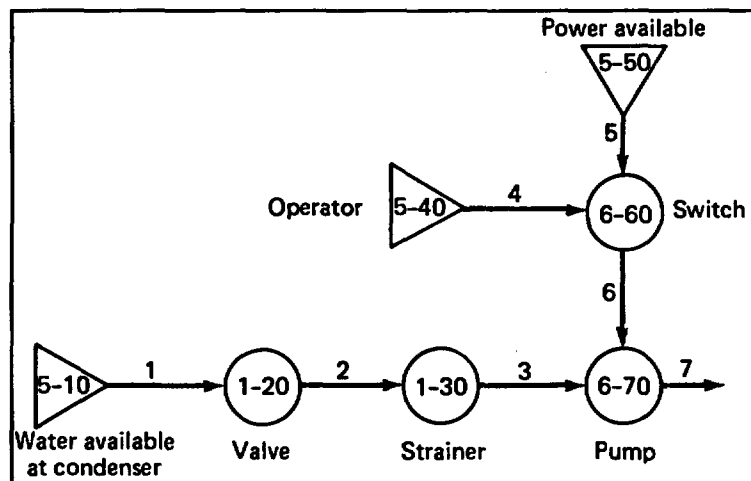 Power available
5-50
5
Operator
5-40
4
6-60
Switch
6
5-10
1
1-20
2
1-30
3
6-70
7
Water available
at condenser
Valve
Strainer
Pump